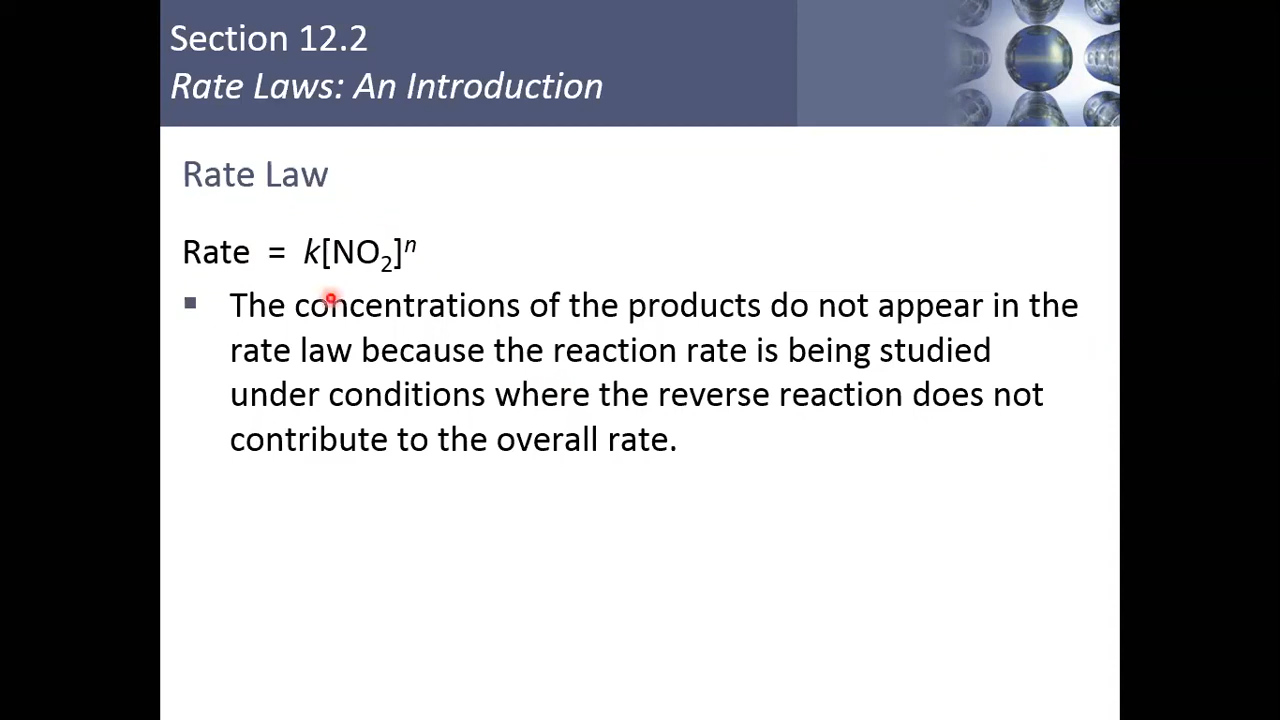 Section 12.2
Rate Laws: An Introduction
Rate Law
Rate = k[NO₂]ⁿ
▪ The concentrations of the products do not appear in the
rate law because the reaction rate is being studied
under conditions where the reverse reaction does not
contribute to the overall rate.